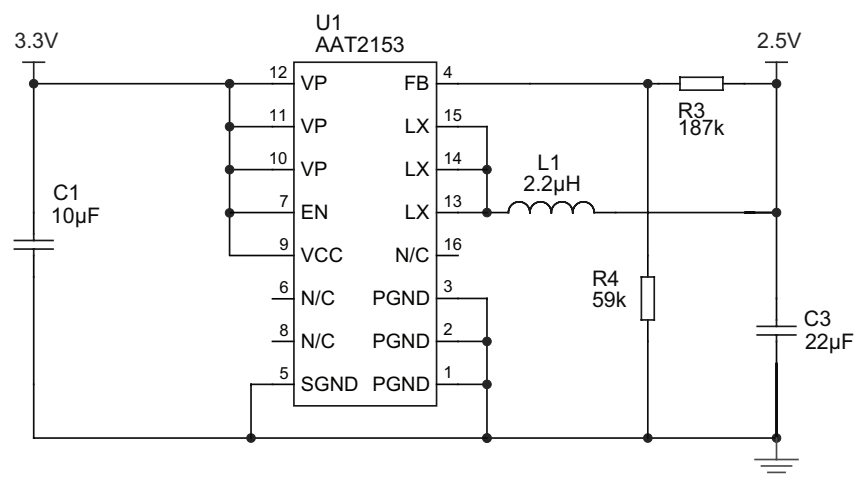 U1
AAT2153
3.3V
2.5V
12 VP FB 4
R3
187k
11 VP LX 15
10 VP LX 14
L1
2.2µH
7 EN LX 13
C1
10µF
9 VCC N/C 16
6 N/C PGND 3
R4
59k
8 N/C PGND 2
C3
22µF
5 SGND PGND 1